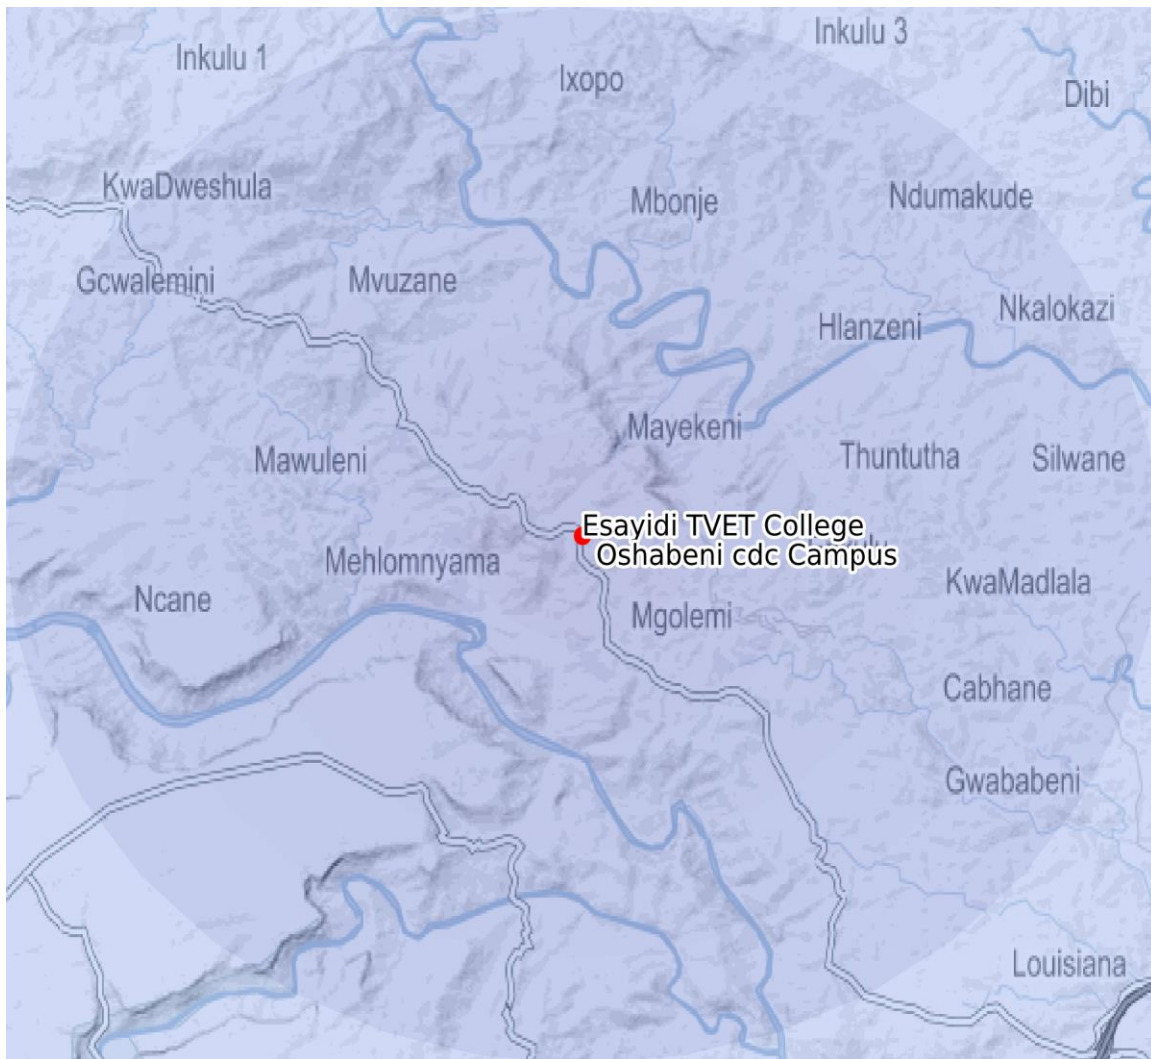 Inkulu 3
Inkulu 1
Ixopo
Dibi
KwaDweshula
Ndumakude
Mbonje
Gcwalemini
Mvuzane
Nkalokazi
Hlanzeni
Mayekeni
Thuntutha
Silwane
Mawuleni
Esayidi TVET College
Oshabeni cdc Campus
Mehlomnyama
KwaMadlala
Ncane
Mgolemi
Cabhane
Gwababeni
Louisiana